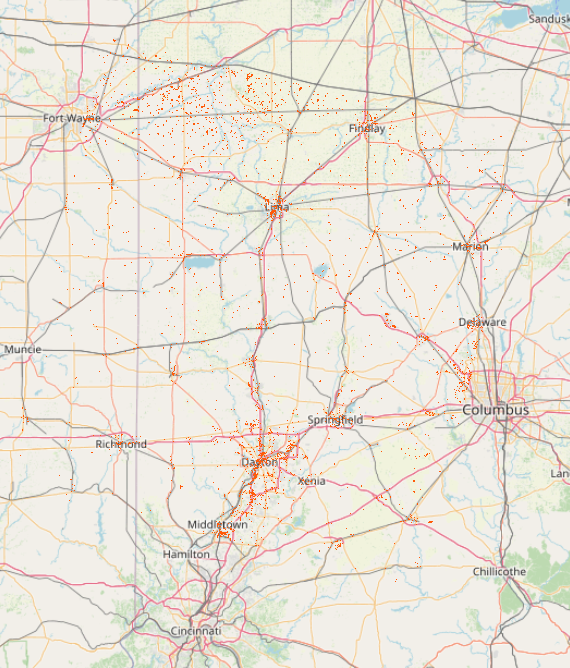 Sandusk
Fort Wayne
Findlay
Lima
Marion
Delaware
Muncie
Columbus
Springfield
Richmond
Dayton
Xenia
Lan
Middletown
Hamilton
Chillicothe
Cincinnati